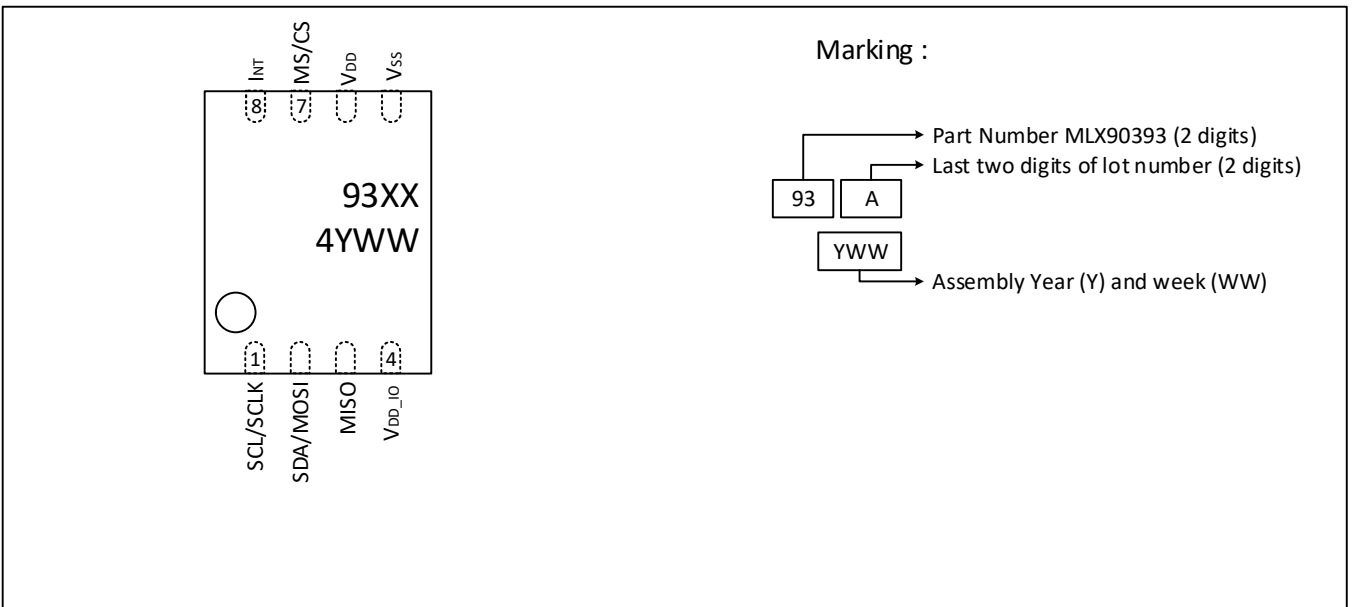 INT
MS/CS
VDD
VSS
8
7
93XX
4YWW
1
4
SCL/SCLK
SDA/MOSI
MISO
VDD_IO
Marking :
Part Number MLX90393 (2 digits)
Last two digits of lot number (2 digits)
93 A
YWW
Assembly Year (Y) and week (WW)